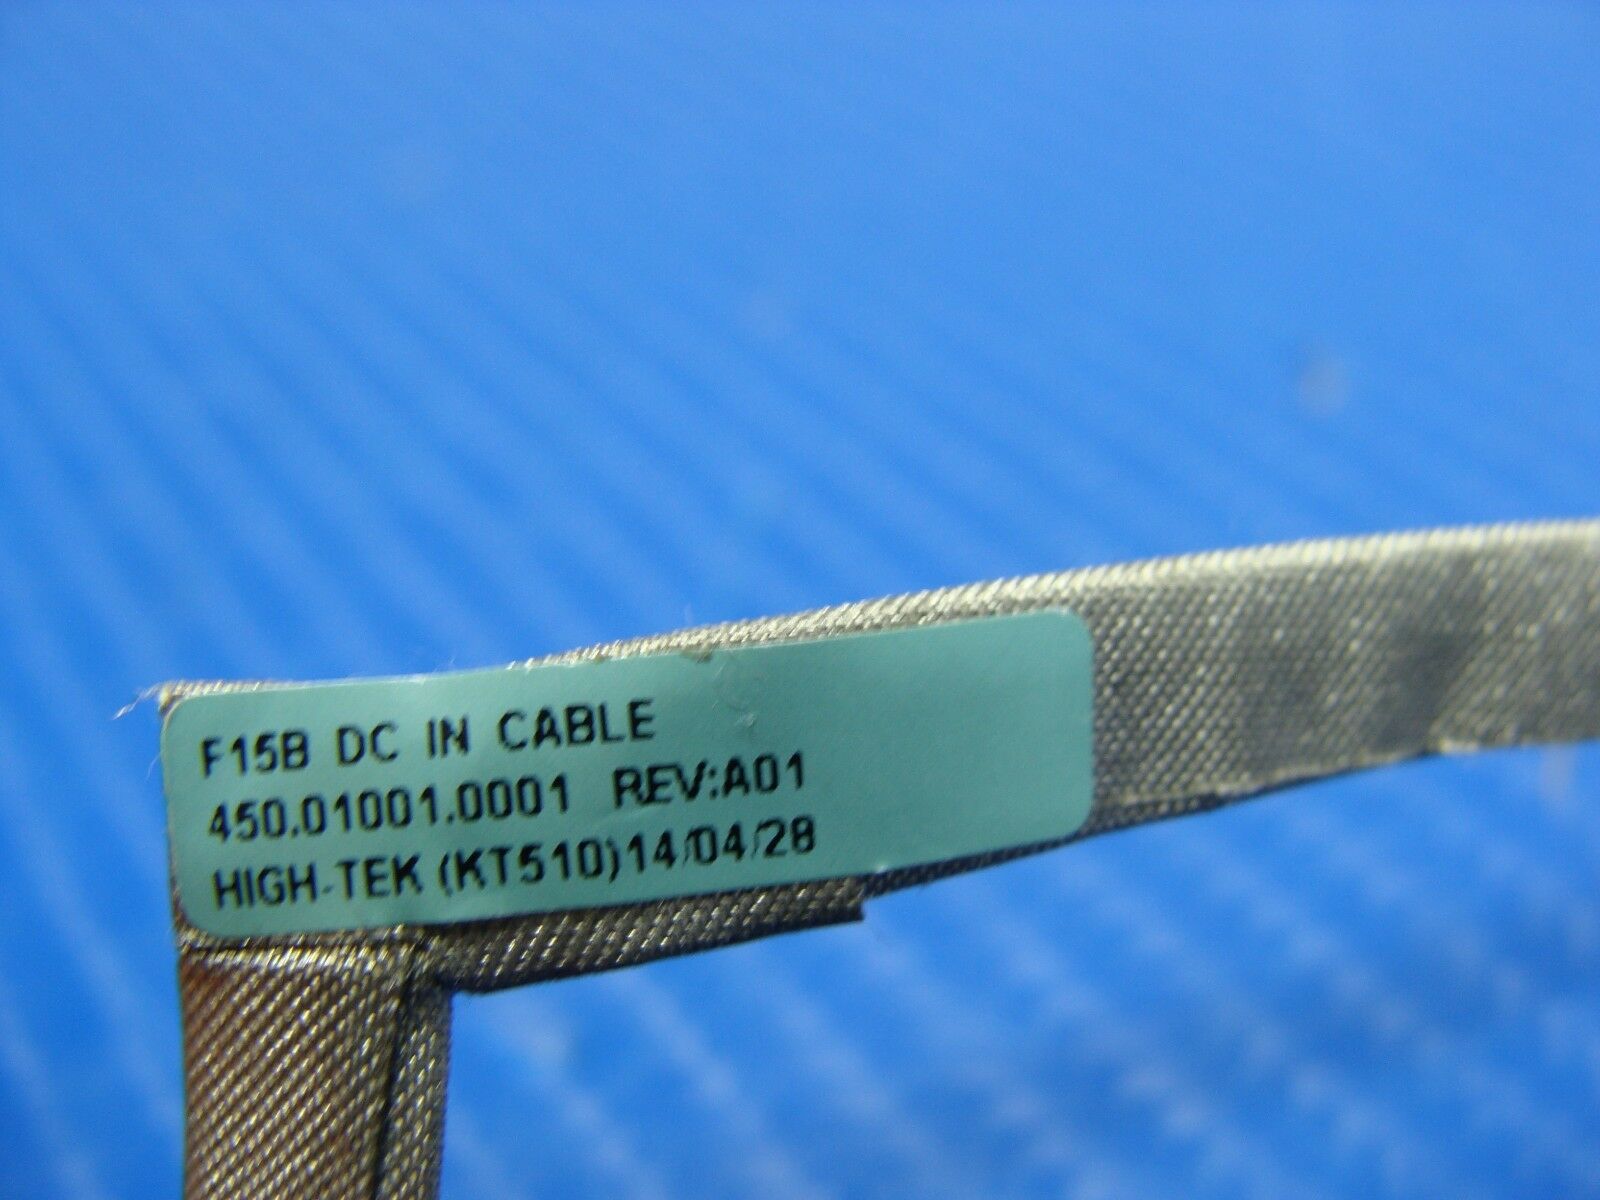 F15B DC IN CABLE
450.01001.0001 REV:A01
HIGH-TEK (KT510)14/04/28